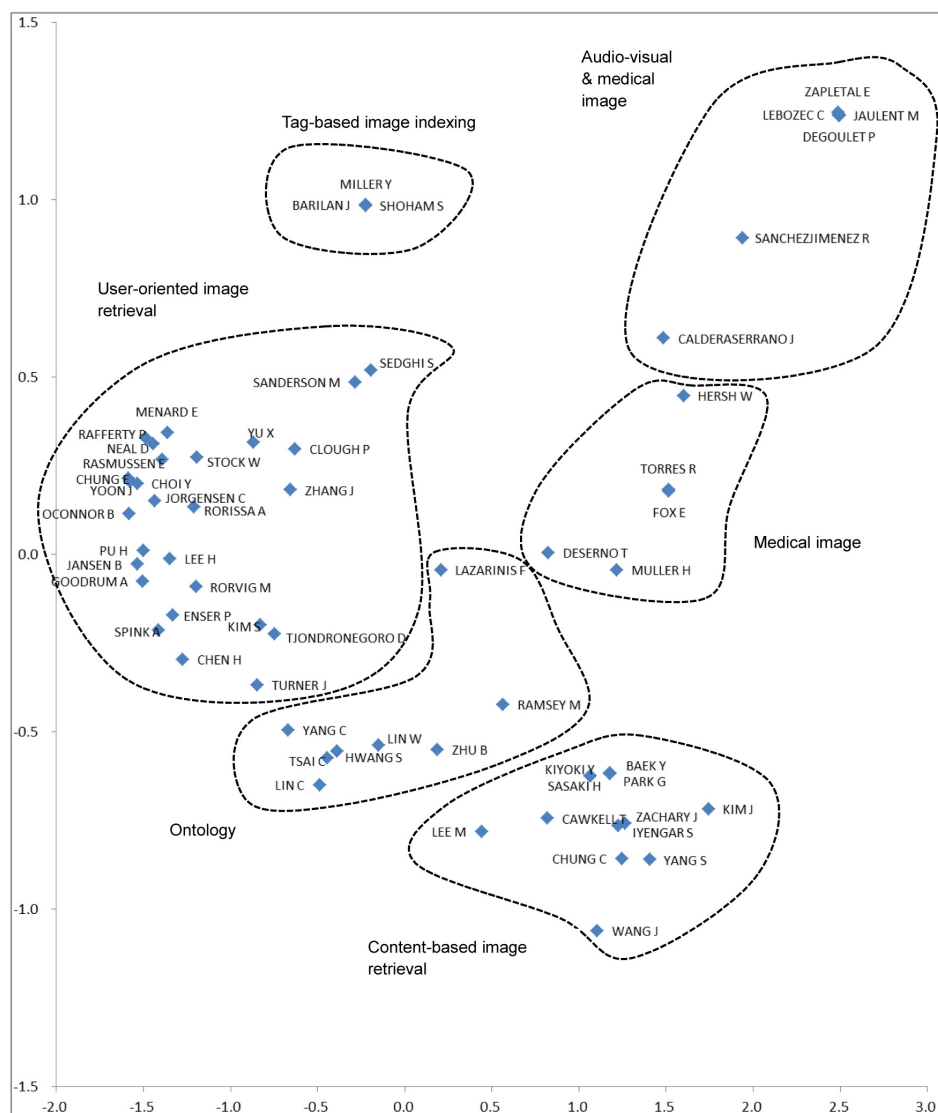 1.5
Audio-visual
& medical
image
ZAPLETAL E
LEBOZEC C
JAULENT M
DEGOULET P
Tag-based image indexing
MILLER Y
BARILAN J
SHOHAM S
1.0
SANCHEZJIMENEZ R
User-oriented image
retrieval
CALDERASERRANO J
SEDGHI S
SANDERSON M
0.5
HERSH W
MENARD E
RAFFERTY P
YU X
NEAL D
CLOUGH P
RASMUSSEN E
STOCK W
TORRES R
CHUNG E
YOON J
CHOI Y
ZHANG J
JORGENSEN C
RORISSA A
FOX E
OCONNOR B
Medical image
0.0
PU H
LEE H
DESERNO T
JANSEN B
LAZARINIS F
MULLER H
GOODRUM A
RORVIG M
ENSER P
SPINK A
KIM S
TJONDRONEGORO D
CHEN H
TURNER J
RAMSEY M
-0.5
YANG C
LIN W
TSAI C
HWANG S
ZHU B
KIYOKI Y
BAEK Y
LIN C
SASAKI H
PARK G
KIM J
Ontology
LEE M
CAWKELL T
ZACHARY J
IYENGAR S
CHUNG C
YANG S
-1.0
Content-based image
retrieval
WANG J
-1.5
-2.0
-1.5
-1.0
-0.5
0.0
0.5
1.0
1.5
2.0
2.5
3.0